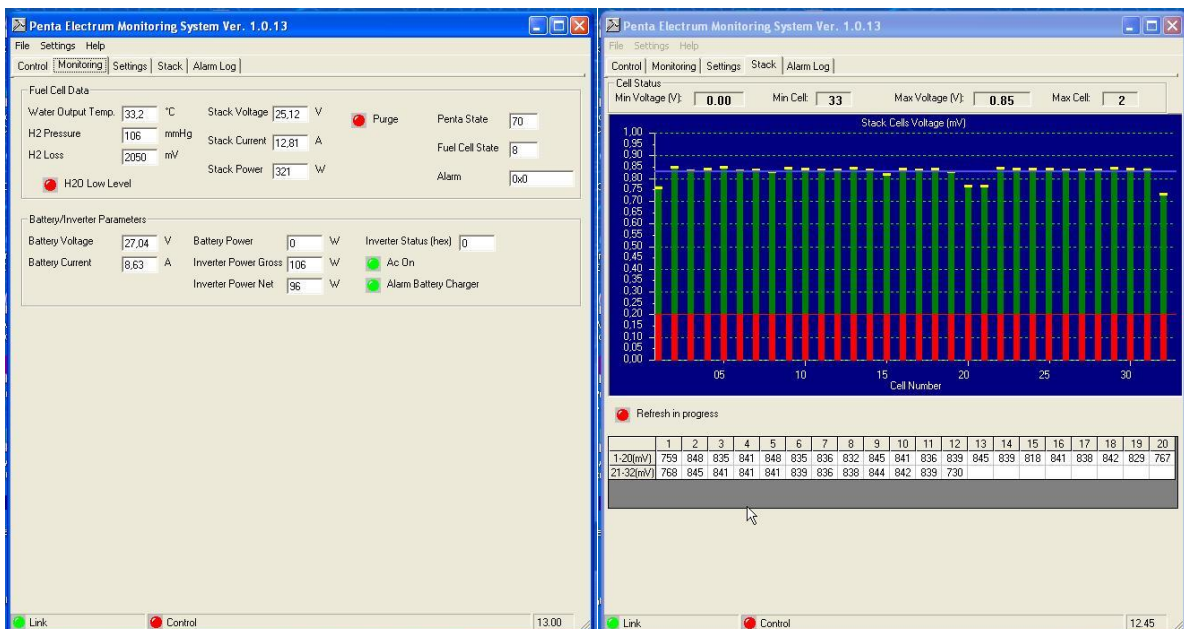 Penta Electrum Monitoring System Ver. 1.0.13
File Settings Help
Control Monitoring Settings Stack Alarm Log
Fuel Cell Data
Water Output Temp. 33,2 °C Stack Voltage 25,12 V Purge Penta State 70
H2 Pressure 106 mmHg Stack Current 12,81 A Fuel Cell State 8
H2 Loss 2050 mV Stack Power 321 W Alarm 0x0
H2O Low Level
Battery/Inverter Parameters
Battery Voltage 27,04 V Battery Power 0 W Inverter Status (hex) 0
Battery Current 8,63 A Inverter Power Gross 106 W Ac On
Inverter Power Net 96 W Alarm Battery Charger
Link Control 13.00
Penta Electrum Monitoring System Ver. 1.0.13
File Settings Help
Control Monitoring Settings Stack Alarm Log
Cell Status
Min Voltage (V): 0.00 Min Cell: 33 Max Voltage (V): 0.85 Max Cell: 2
Stack Cells Voltage (mV)
1,00
0,95
0,90
0,85
0,80
0,75
0,70
0,65
0,60
0,55
0,50
0,45
0,40
0,35
0,30
0,25
0,20
0,15
0,10
0,05
0,00
05 10 15 20 25 30
Cell Number
Refresh in progress
1 2 3 4 5 6 7 8 9 10 11 12 13 14 15 16 17 18 19 20
1-20(mV) 759 848 835 841 848 835 836 832 845 841 836 839 845 839 818 841 838 842 829 767
21-32(mV) 768 845 841 841 841 839 836 838 844 842 839 730
Link Control 12.45